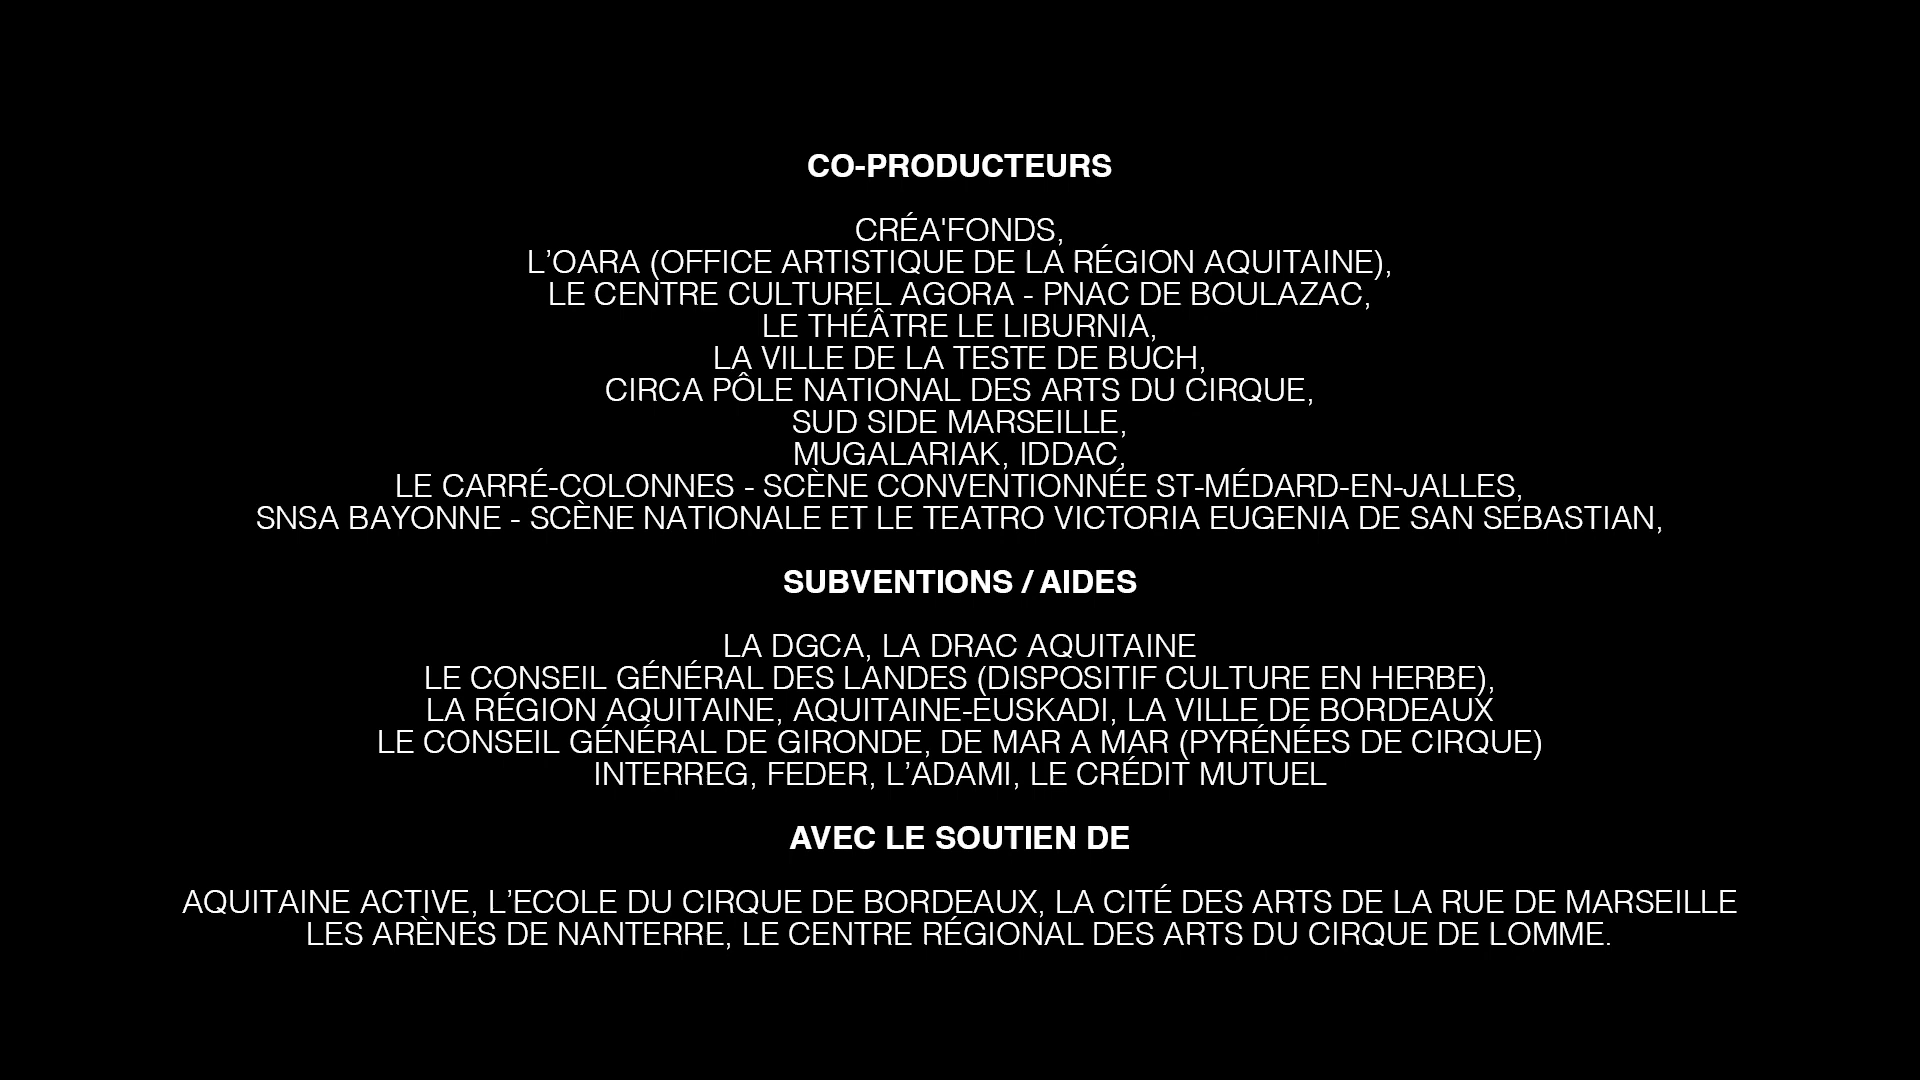 CO-PRODUCTEURS
CRÉA'FONDS,
L’OARA (OFFICE ARTISTIQUE DE LA RÉGION AQUITAINE),
LE CENTRE CULTUREL AGORA - PNAC DE BOULAZAC,
LE THÉÂTRE LE LIBURNIA,
LA VILLE DE LA TESTE DE BUCH,
CIRCA PÔLE NATIONAL DES ARTS DU CIRQUE,
SUD SIDE MARSEILLE,
MUGALARIAK, IDDAC,
LE CARRÉ-COLONNES - SCÈNE CONVENTIONNÉE ST-MÉDARD-EN-JALLES,
SNSA BAYONNE - SCÈNE NATIONALE ET LE TEATRO VICTORIA EUGENIA DE SAN SEBASTIAN,
SUBVENTIONS / AIDES
LA DGCA, LA DRAC AQUITAINE
LE CONSEIL GÉNÉRAL DES LANDES (DISPOSITIF CULTURE EN HERBE),
LA RÉGION AQUITAINE, AQUITAINE-EUSKADI, LA VILLE DE BORDEAUX
LE CONSEIL GÉNÉRAL DE GIRONDE, DE MAR A MAR (PYRÉNÉES DE CIRQUE)
INTERREG, FEDER, L’ADAMI, LE CRÉDIT MUTUEL
AVEC LE SOUTIEN DE
AQUITAINE ACTIVE, L’ECOLE DU CIRQUE DE BORDEAUX, LA CITÉ DES ARTS DE LA RUE DE MARSEILLE
LES ARÈNES DE NANTERRE, LE CENTRE RÉGIONAL DES ARTS DU CIRQUE DE LOMME.